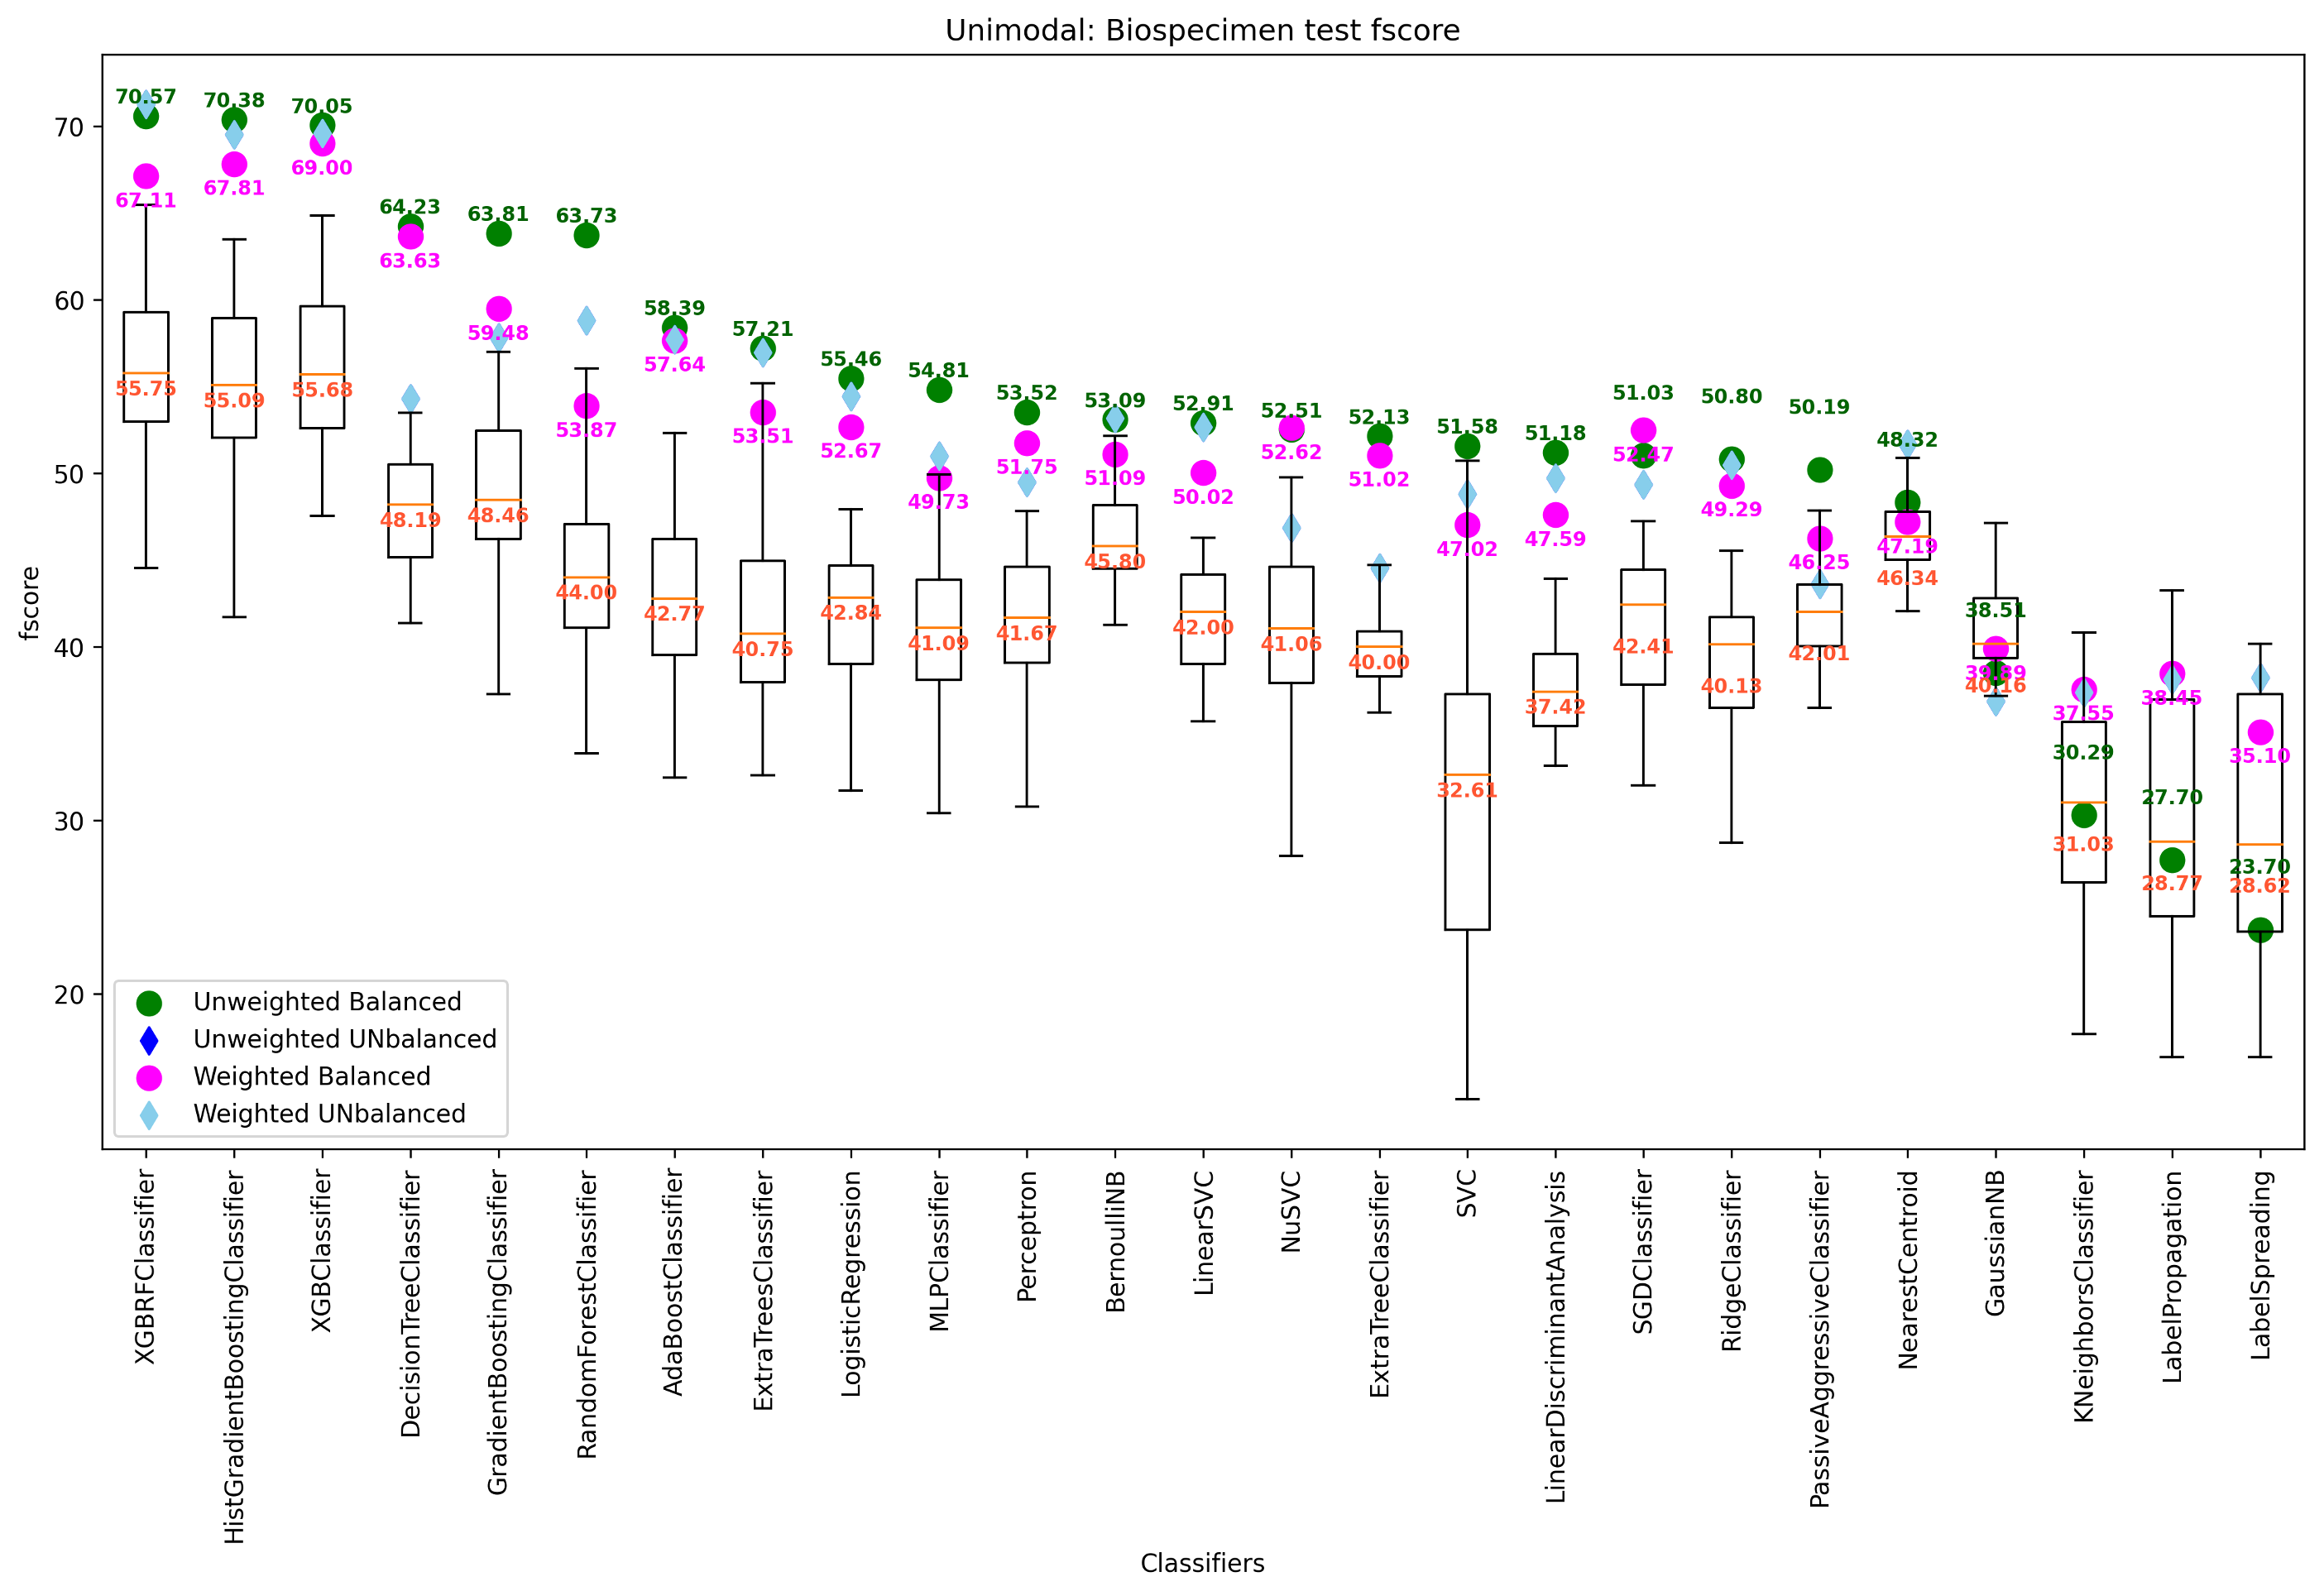 Unimodal: Biospecimen test fscore
fscore
70
60
50
40
30
20
70.57
70.38
70.05
64.23
63.81
63.73
58.39
57.21
55.46
54.81
53.52
53.09
52.91
52.51
52.13
51.58
51.18
51.03
50.80
50.19
48.32
38.51
30.29
27.70
23.70
67.11
67.81
69.00
63.63
59.48
53.87
57.64
53.51
52.67
49.73
51.75
51.09
50.02
52.62
51.02
47.02
47.59
52.47
49.29
46.25
47.19
39.89
37.55
38.45
35.10
55.75
55.09
55.68
48.19
48.46
44.00
42.77
40.75
42.84
41.09
41.67
45.80
42.00
41.06
40.00
32.61
37.42
42.41
40.13
42.01
46.34
40.16
31.03
28.77
28.62
Unweighted Balanced
Unweighted UNbalanced
Weighted Balanced
Weighted UNbalanced
XGBRFClassifier
HistGradientBoostingClassifier
XGBClassifier
DecisionTreeClassifier
GradientBoostingClassifier
RandomForestClassifier
AdaBoostClassifier
ExtraTreesClassifier
LogisticRegression
MLPClassifier
Perceptron
BernoulliNB
LinearSVC
NuSVC
ExtraTreeClassifier
SVC
LinearDiscriminantAnalysis
SGDClassifier
RidgeClassifier
PassiveAggressiveClassifier
NearestCentroid
GaussianNB
KNeighborsClassifier
LabelPropagation
LabelSpreading
Classifiers